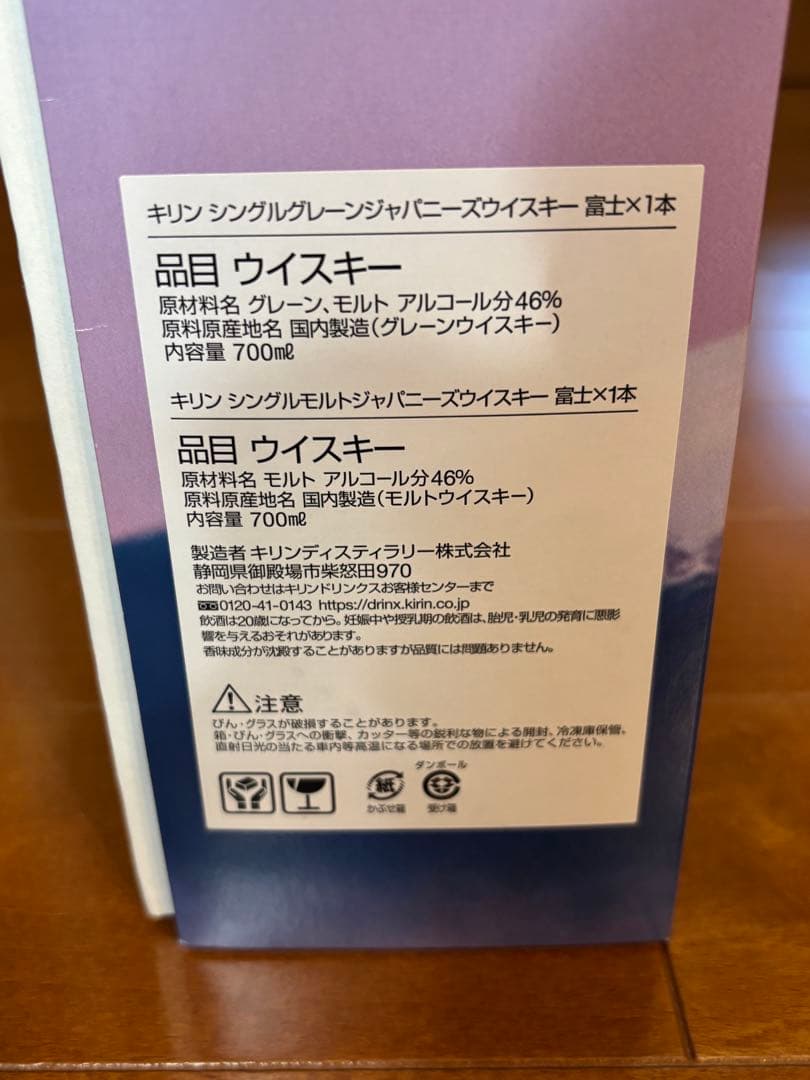 キリン シングルグレーンジャパニーズウイスキー 富士×1本
品目 ウイスキー
原材料名 グレーン、モルト アルコール分46%
原料原産地名 国内製造(グレーンウイスキー)
内容量 700㎖
キリン シングルモルトジャパニーズウイスキー 富士×1本
品目 ウイスキー
原材料名 モルト アルコール分46%
原料原産地名 国内製造(モルトウイスキー)
内容量 700㎖
製造者 キリンディスティラリー株式会社
静岡県御殿場市柴怒田970
お問い合わせはキリンドリンクスお客様センターまで
0120-41-0143 https://drinx.kirin.co.jp
飲酒は20歳になってから。妊娠中や授乳期の飲酒は、胎児・乳児の発育に悪影
響を与えるおそれがあります。
香味成分が沈殿することがありますが品質には問題ありません。
注意
びん・グラスが破損することがあります。
箱・びん・グラスへの衝撃、カッター等の鋭利な物による開封、冷凍庫保管、
直射日光の当たる車内等高温になる場所での放置を避けてください。
ダンボール
紙
かぶせ箱
受け箱